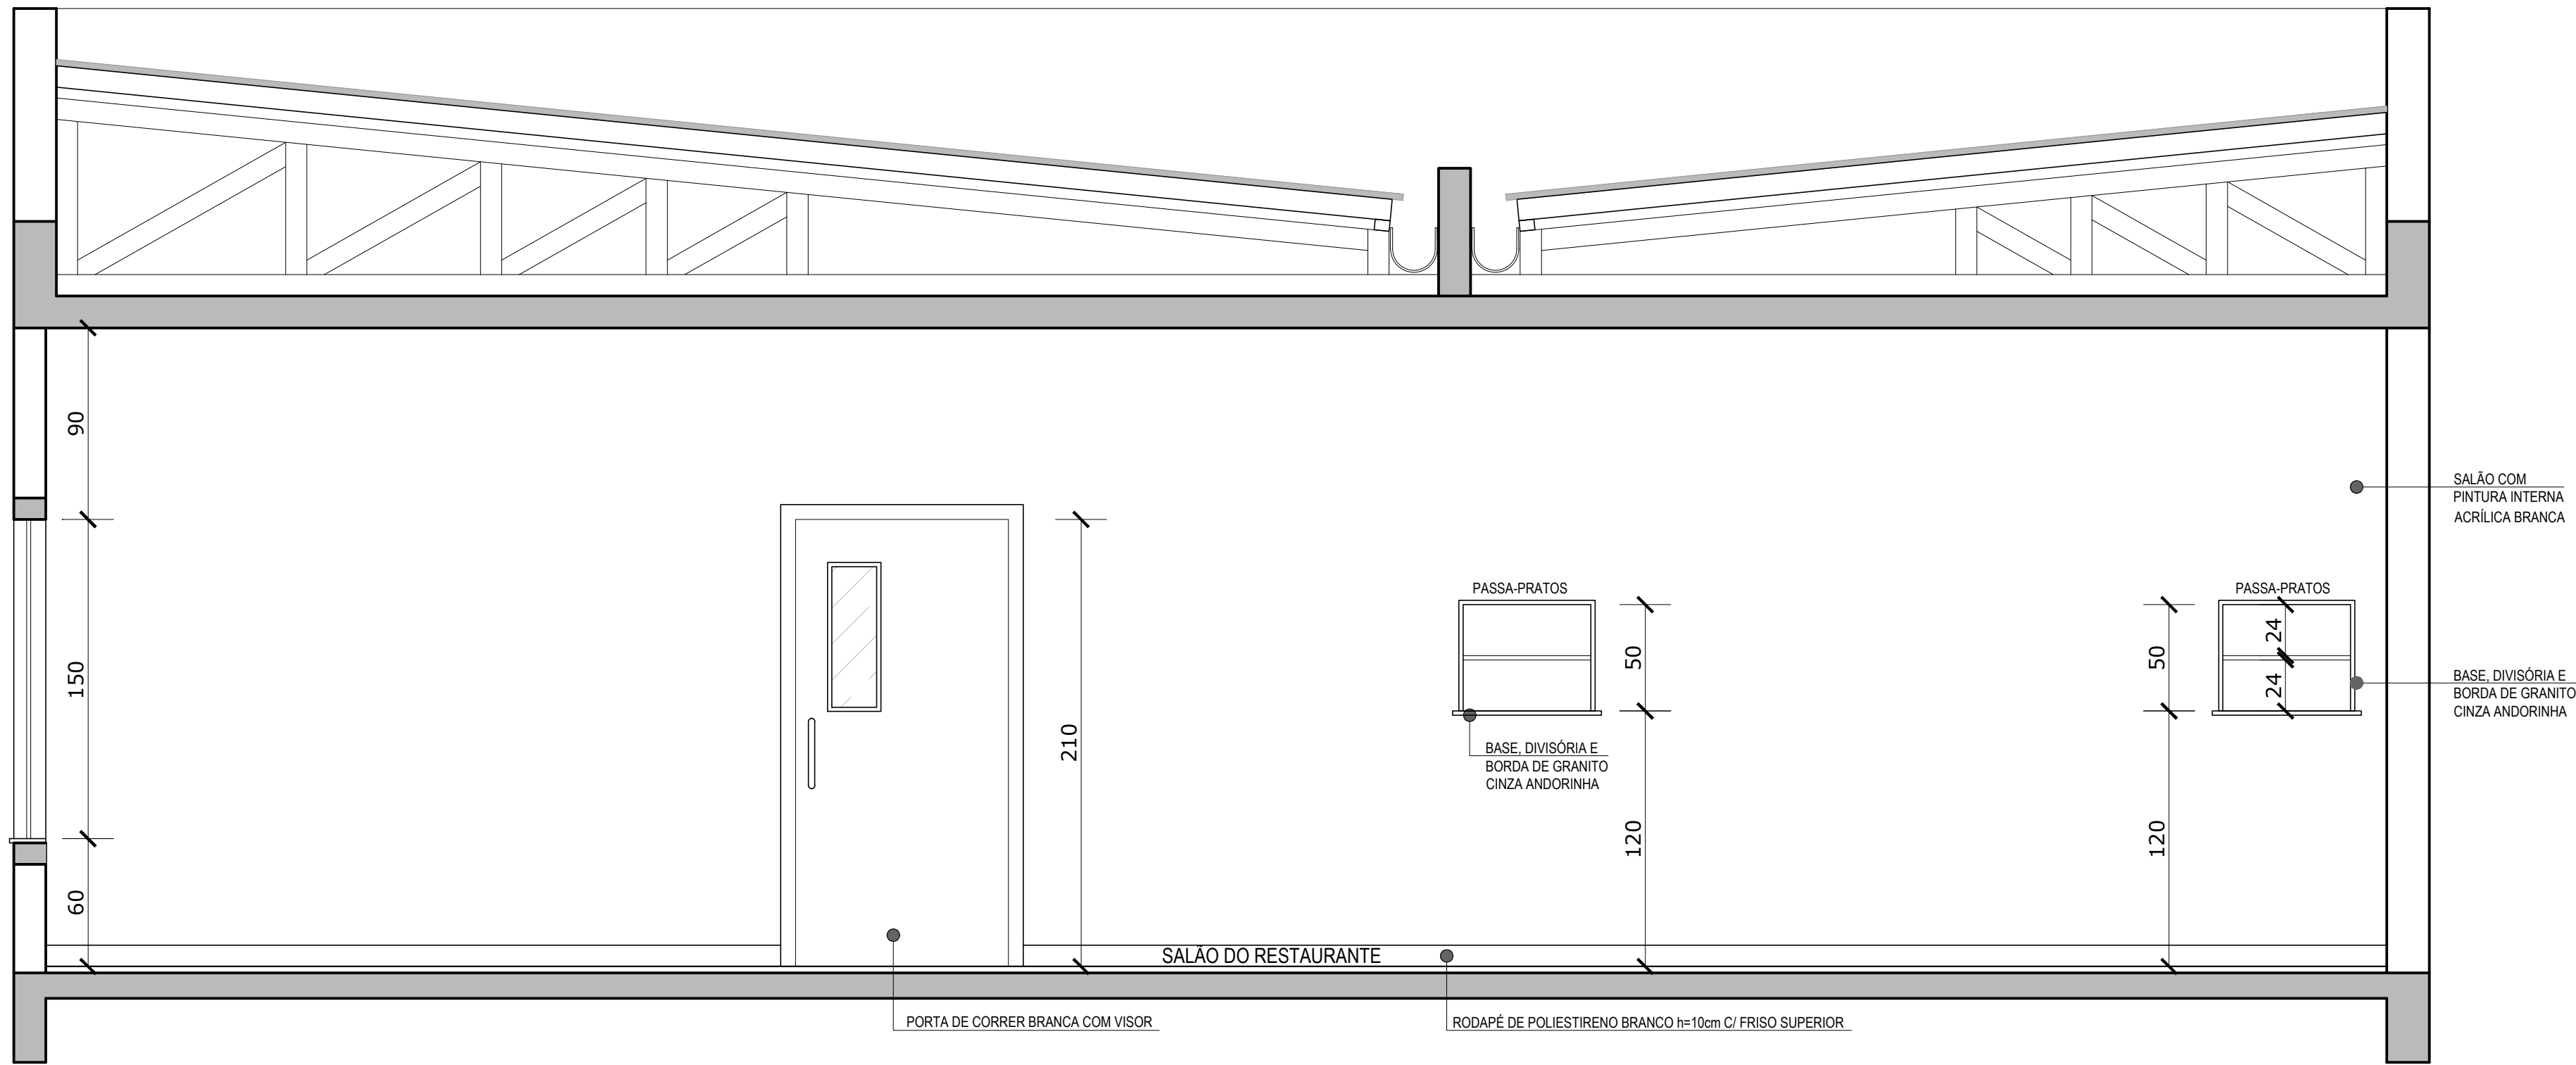 90
SALÃO COM
PINTURA INTERNA
ACRÍLICA BRANCA
PASSA-PRATOS
PASSA-PRATOS
150
210
50
50
24
24
BASE, DIVISÓRIA E
BORDA DE GRANITO
CINZA ANDORINHA
BASE, DIVISÓRIA E
BORDA DE GRANITO
CINZA ANDORINHA
120
120
60
SALÃO DO RESTAURANTE
PORTA DE CORRER BRANCA COM VISOR
RODAPÉ DE POLIESTIRENO BRANCO h=10cm C/ FRISO SUPERIOR